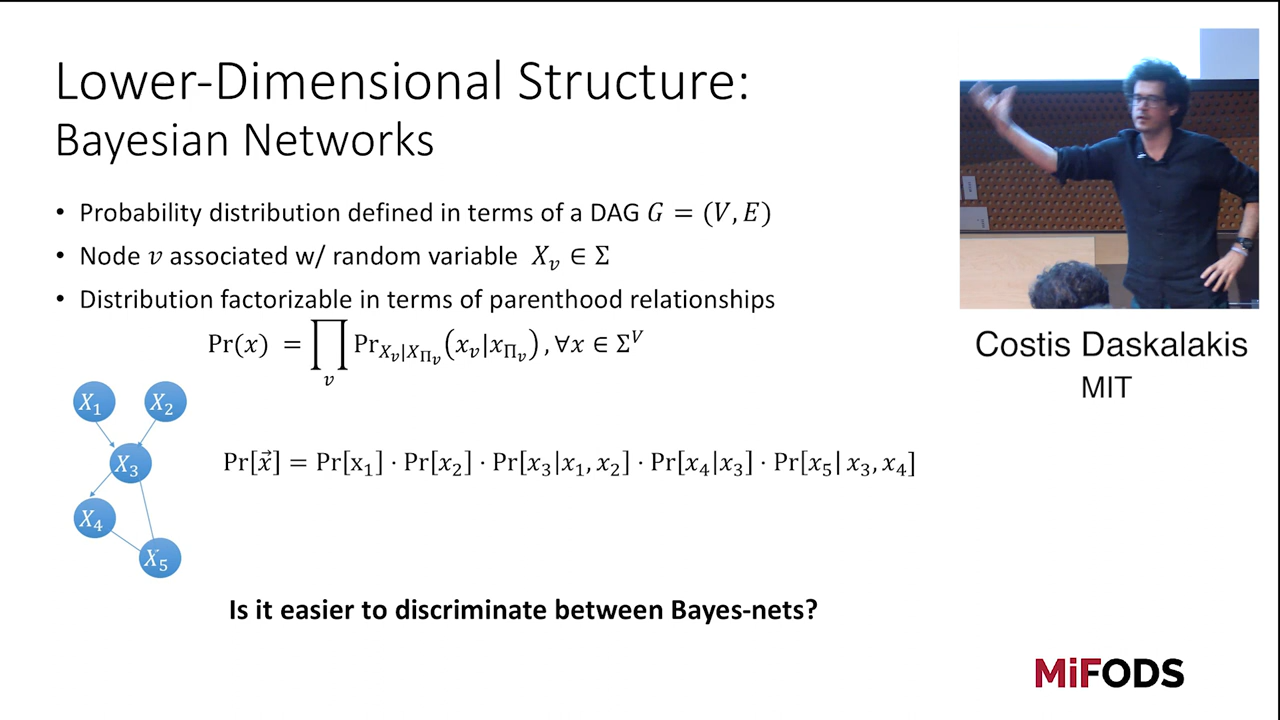 Lower-Dimensional Structure:
Bayesian Networks
• Probability distribution defined in terms of a DAG G = (V, E)
• Node v associated w/ random variable X_v ∈ Σ
• Distribution factorizable in terms of parenthood relationships
Pr(x) = ∏_v Pr_{X_v|X_{Π_v}}(x_v|x_{Π_v}), ∀x ∈ Σ^V
X_1 X_2
X_3
X_4
X_5
Pr[x⃗] = Pr[x_1] · Pr[x_2] · Pr[x_3|x_1, x_2] · Pr[x_4|x_3] · Pr[x_5| x_3, x_4]
Is it easier to discriminate between Bayes-nets?
Costis Daskalakis
MIT
MiFODS